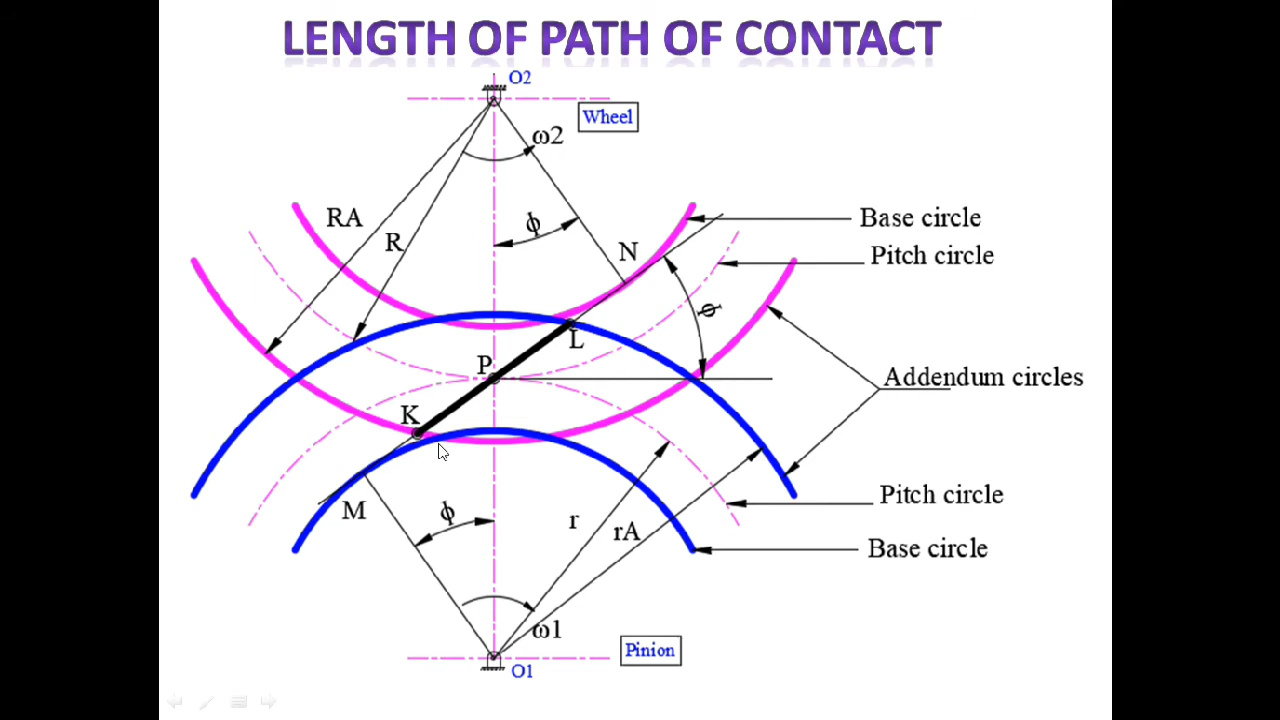 LENGTH OF PATH OF CONTACT
O2
Wheel
ω2
RA
R
ϕ
N
Base circle
Pitch circle
ϕ
L
P
Addendum circles
K
M
ϕ
r
rA
Pitch circle
Base circle
ω1
Pinion
O1